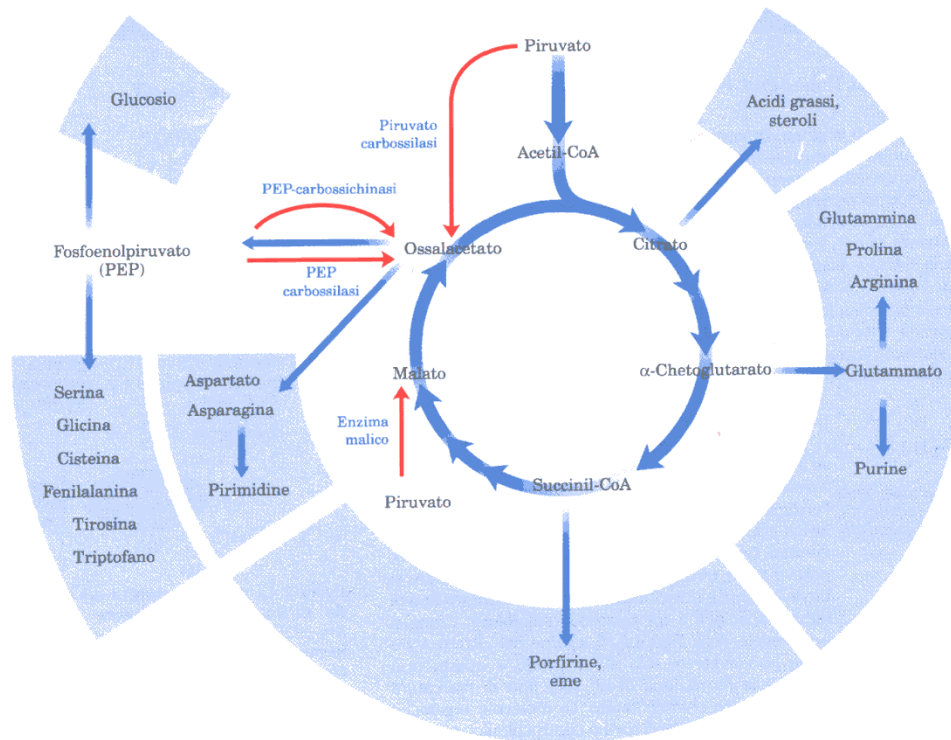 Piruvato
Glucosio
Acidi grassi,
steroli
Piruvato
carbossilasi
Acetil-CoA
PEP-carbossichinasi
Glutammina
Fosfoenolpiruvato
(PEP)
Ossalacetato
Citrato
Prolina
PEP
carbossilasi
Arginina
Aspartato
Malato
α-Chetoglutarato
Glutammato
Serina
Asparagina
Glicina
Enzima
malico
Cisteina
Purine
Fenilalanina
Pirimidine
Piruvato
Succinil-CoA
Tirosina
Triptofano
Porfirine,
eme